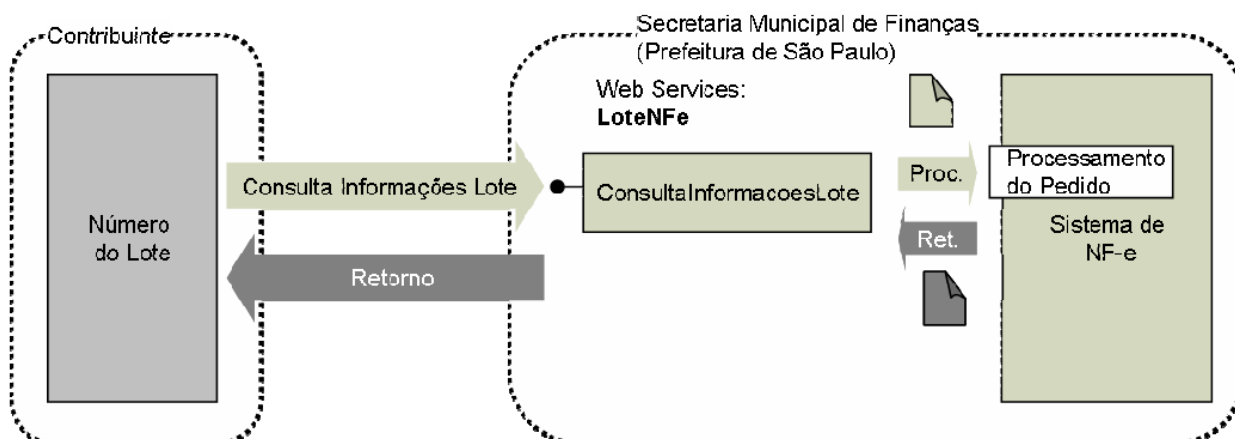 Contribuinte
Secretaria Municipal de Finanças
(Prefeitura de São Paulo)
Web Services:
LoteNFe
Consulta Informações Lote
ConsultaInformacoesLote
Proc.
Processamento
do Pedido
Número
do Lote
Retorno
Ret.
Sistema de
NF-e